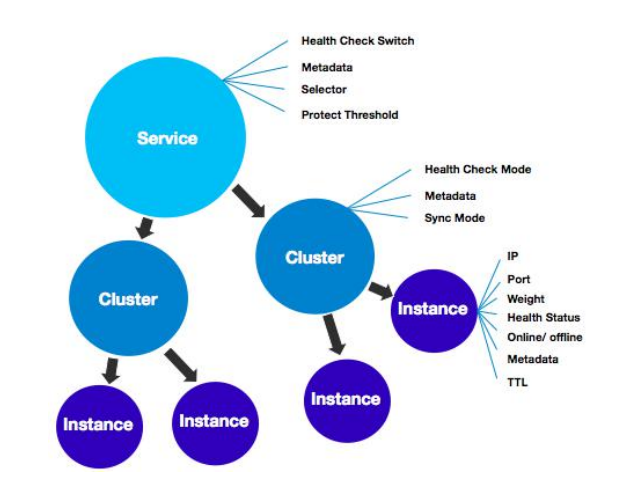 Health Check Switch
Metadata
Selector
Protect Threshold
Service
Health Check Mode
Metadata
Sync Mode
Cluster
Cluster
IP
Port
Weight
Health Status
Online/ offline
Metadata
TTL
Instance
Instance
Instance
Instance